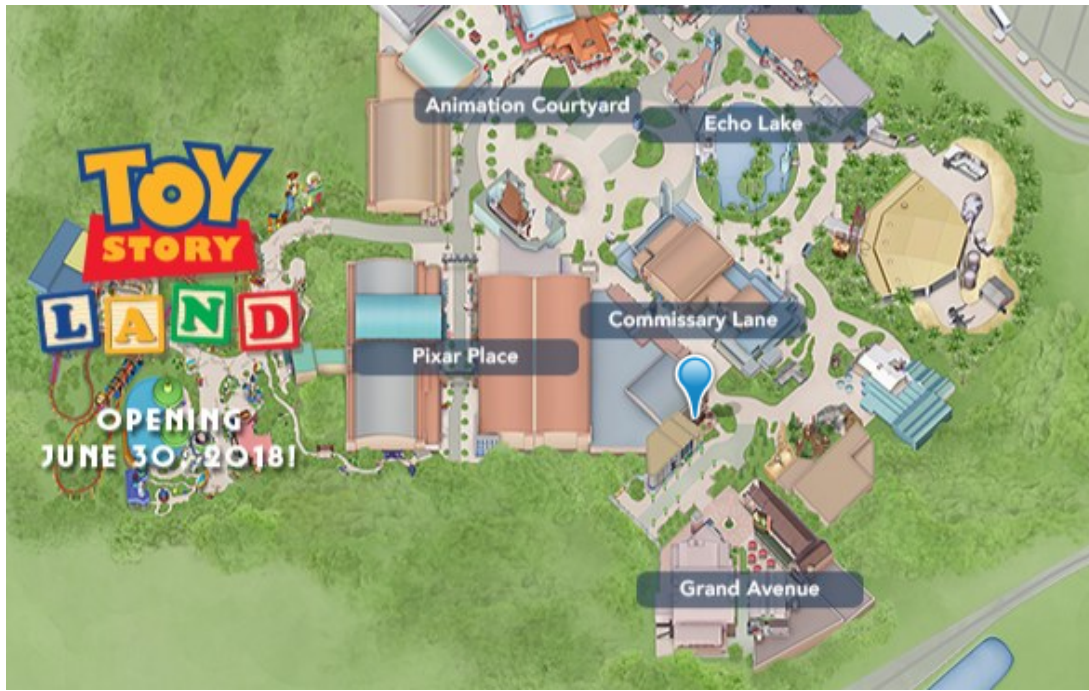 Animation Courtyard
Echo Lake
TOY
STORY
LAND
Commissary Lane
Pixar Place
OPENING
JUNE 30, 2018!
Grand Avenue